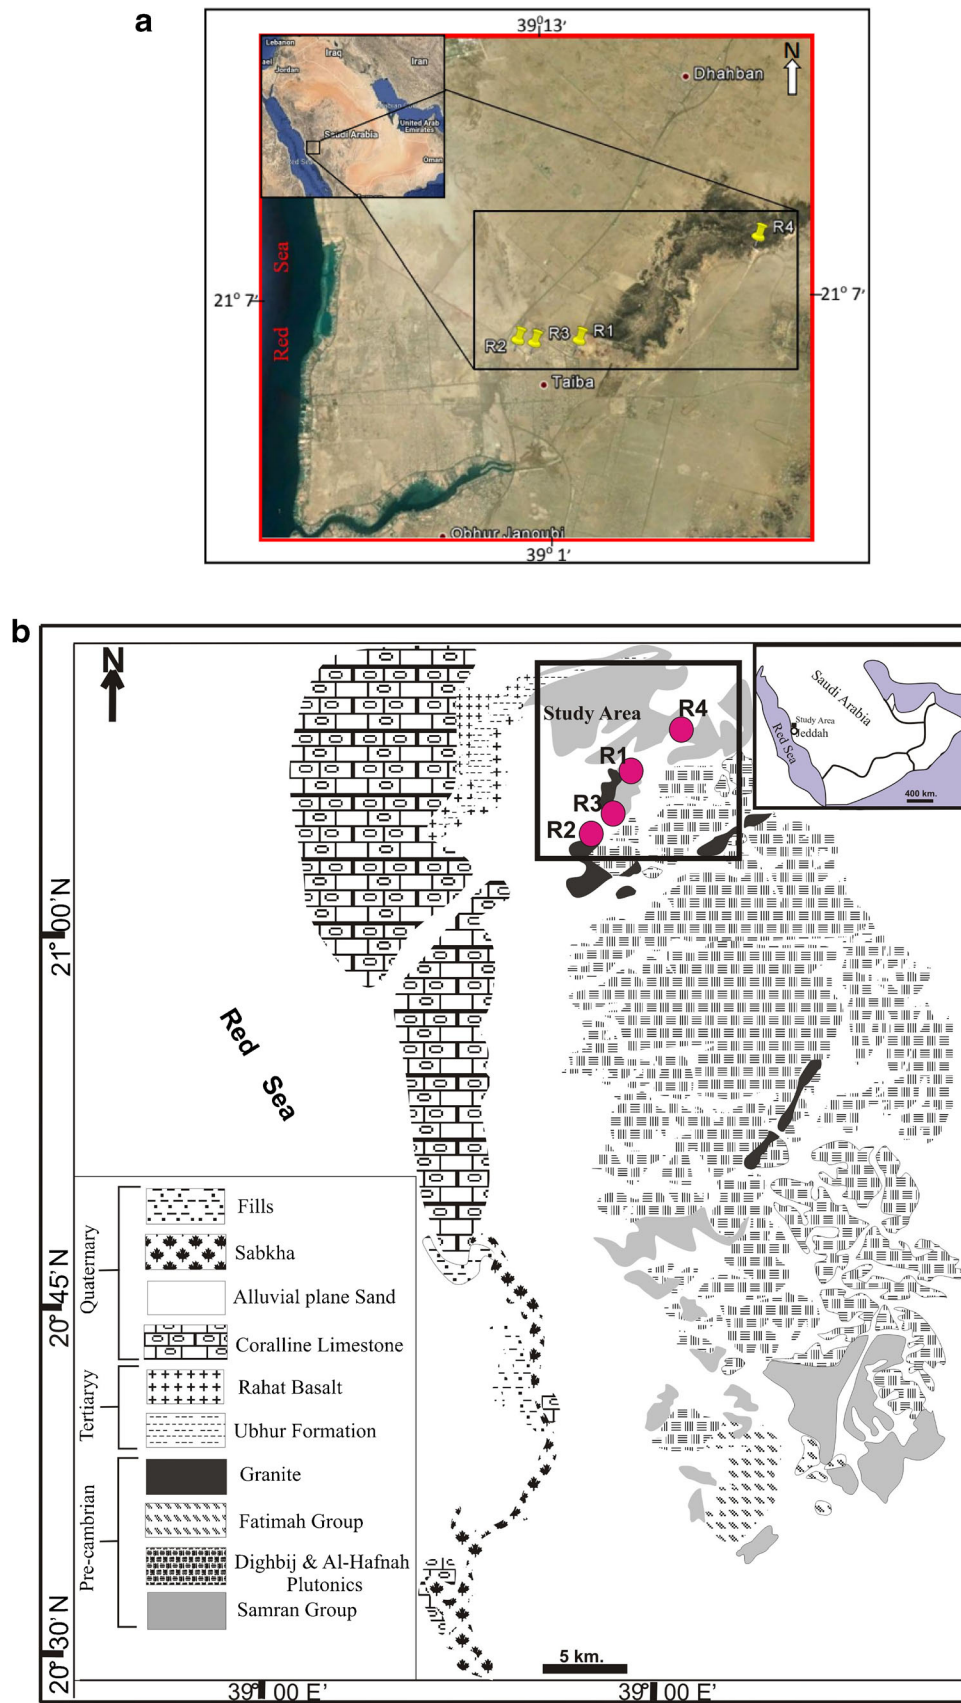 a
39⁰13'
Lebanon
Iraq
Iran
Jordan
United Arab
Emirates
Saudi Arabia
Oman
N
Dhahban
R4
Red Sea
21° 7'
21° 7'
R2
R3
R1
Taiba
Obhur Janoubi
39° 1'
b
N
Study Area
R4
R1
R3
R2
Saudi Arabia
Study Area
Jeddah
Red Sea
400 km.
21° 00'N
Red Sea
20° 45'N
20° 30'N
Quaternary
Fills
Sabkha
Alluvial plane Sand
Coralline Limestone
Tertiaryy
Rahat Basalt
Ubhur Formation
Pre-cambrian
Granite
Fatimah Group
Dighbij & Al-Hafnah
Plutonics
Samran Group
5 km.
39° 00 E'
39° 00 E'